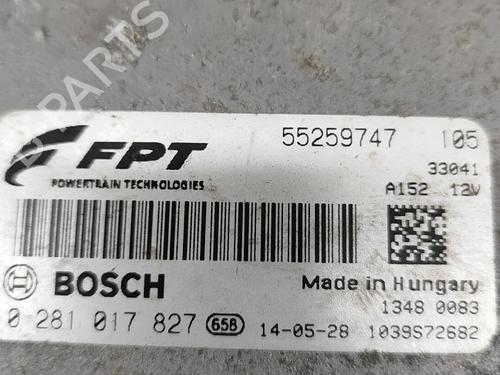 FPT
POWERTRAIN TECHNOLOGIES
55259747 105
33041
A152 12V
BOSCH
Made in Hungary
0 281 017 827 658
1348 0083
14-05-28 1039S72682
PARTS